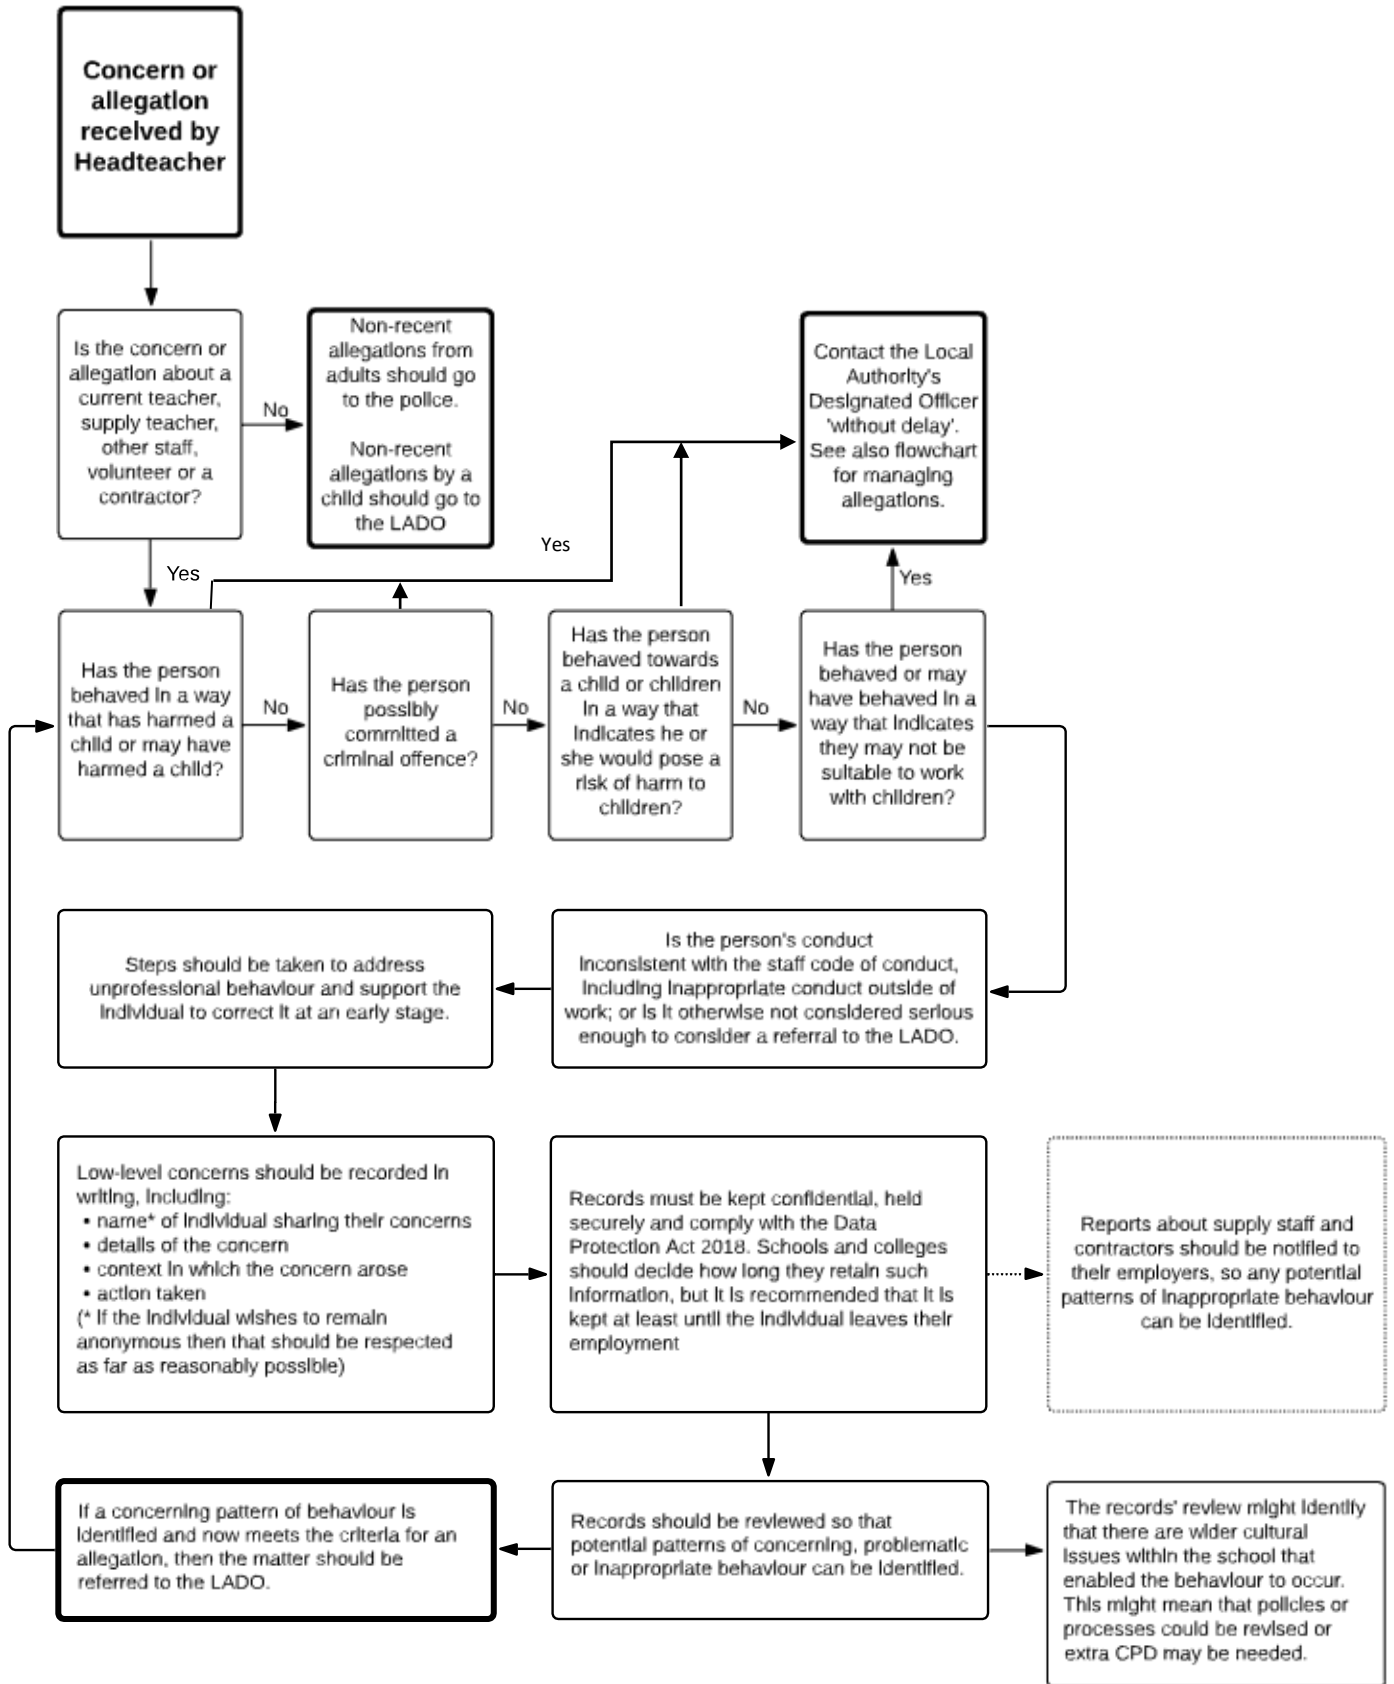 Concern or
allegation
received by
Headteacher
Is the concern or
allegation about a
current teacher,
supply teacher,
other staff,
volunteer or a
contractor?
No
Non-recent
allegations from
adults should go
to the police.
Non-recent
allegations by a
child should go to
the LADO
Contact the Local
Authority's
Designated Officer
'without delay'.
See also flowchart
for managing
allegations.
Yes
Yes
Yes
Has the person
behaved in a way
that has harmed a
child or may have
harmed a child?
No
Has the person
possibly
committed a
criminal offence?
No
Has the person
behaved towards
a child or children
in a way that
indicates he or
she would pose a
risk of harm to
children?
No
Has the person
behaved or may
have behaved in a
way that indicates
they may not be
suitable to work
with children?
Steps should be taken to address
unprofessional behaviour and support the
individual to correct it at an early stage.
Is the person's conduct
inconsistent with the staff code of conduct,
including inappropriate conduct outside of
work; or is it otherwise not considered serious
enough to consider a referral to the LADO.
Low-level concerns should be recorded in
writing, including:
• name* of individual sharing their concerns
• details of the concern
• context in which the concern arose
• action taken
(* If the individual wishes to remain
anonymous then that should be respected
as far as reasonably possible)
Records must be kept confidential, held
securely and comply with the Data
Protection Act 2018. Schools and colleges
should decide how long they retain such
information, but it is recommended that it is
kept at least until the individual leaves their
employment
Reports about supply staff and
contractors should be notified to
their employers, so any potential
patterns of inappropriate behaviour
can be identified.
If a concerning pattern of behaviour is
identified and now meets the criteria for an
allegation, then the matter should be
referred to the LADO.
Records should be reviewed so that
potential patterns of concerning, problematic
or inappropriate behaviour can be identified.
The records' review might identify
that there are wider cultural
issues within the school that
enabled the behaviour to occur.
This might mean that policies or
processes could be revised or
extra CPD may be needed.